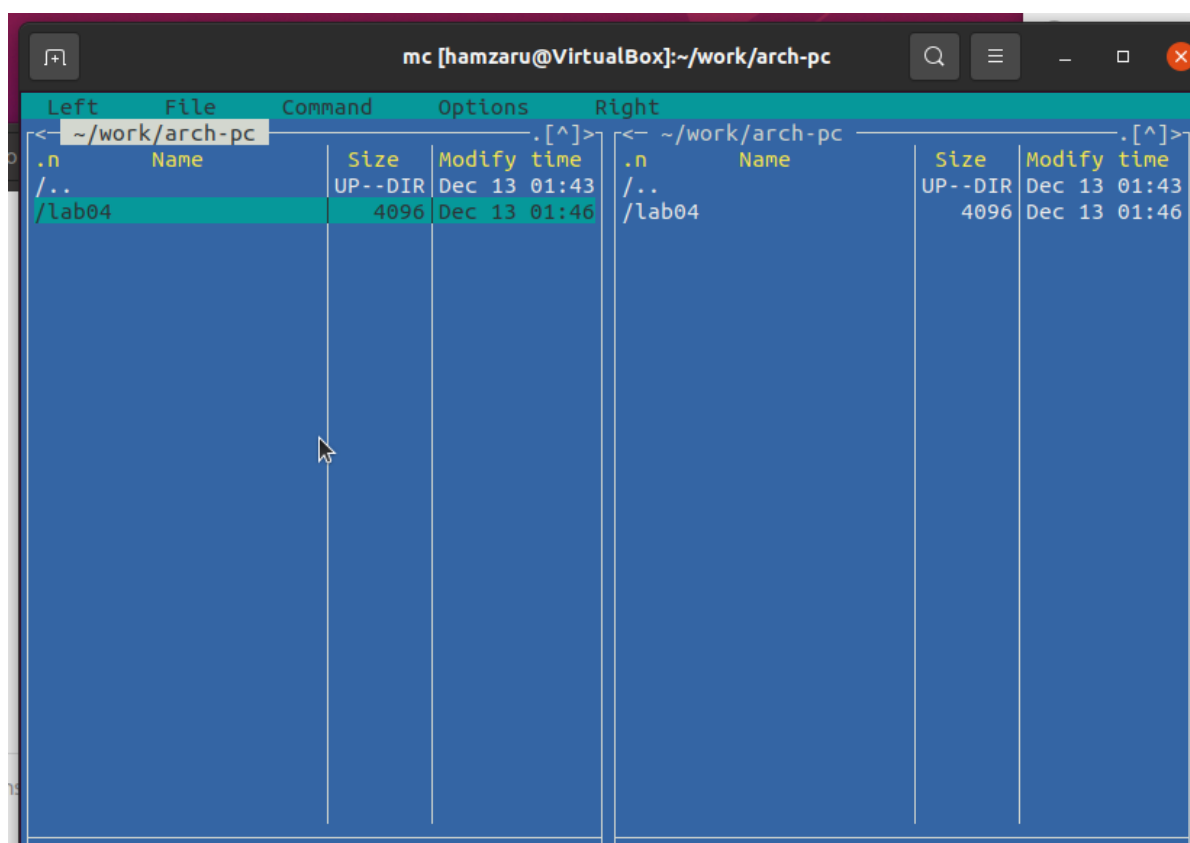 mc [hamzaru@VirtualBox]:~/work/arch-pc
Left File Command Options Right
<─ ~/work/arch-pc ─.[^]> <─ ~/work/arch-pc ─.[^]>
.n Name Size Modify time .n Name Size Modify time
/.. UP--DIR Dec 13 01:43 /.. UP--DIR Dec 13 01:43
/lab04 4096 Dec 13 01:46 /lab04 4096 Dec 13 01:46